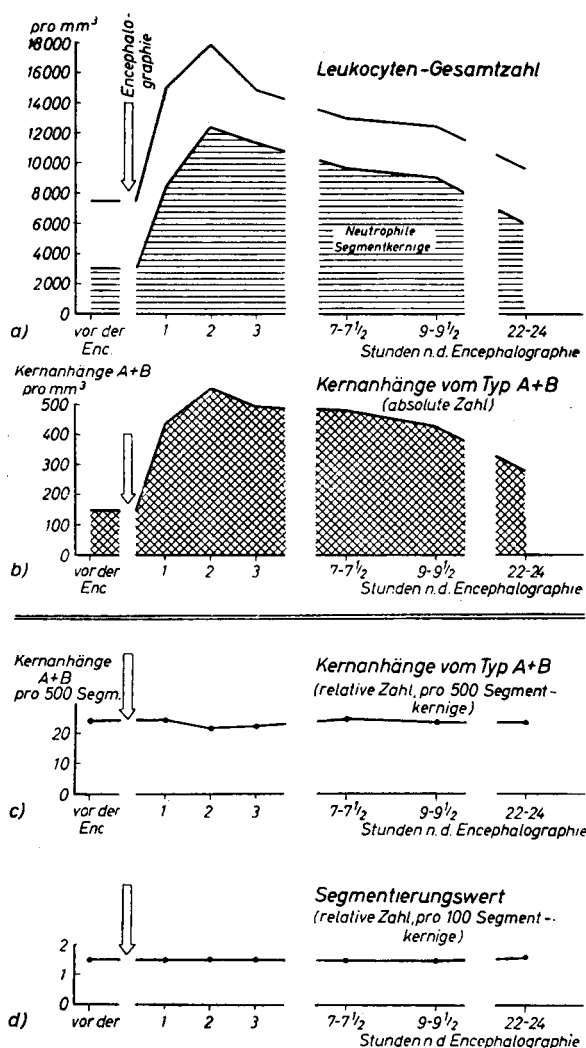 pro mm³
18000
16000
14000
12000
10000
8000
6000
4000
2000
0
Encephalo-
graphie
Leukocyten-Gesamtzahl
Neutrophile
Segmentkernige
a)
vor der
Enc.
1
2
3
7-7½
9-9½
22-24
Stunden n.d. Encephalographie
Kernanhänge A+B
pro mm³
500
400
300
200
100
0
Kernanhänge vom Typ A+B
(absolute Zahl)
b)
vor der
Enc
1
2
3
7-7½
9-9½
22-24
Stunden n.d. Encephalographie
Kernanhänge
A+B
pro 500 Segm.
20
10
0
Kernanhänge vom Typ A+B
(relative Zahl, pro 500 Segment-
kernige)
c)
vor der
Enc
1
2
3
7-7½
9-9½
22-24
Stunden n.d. Encephalographie
Segmentierungswert
(relative Zahl, pro 100 Segment-
kernige)
2
1
0
d)
vor der
1
2
3
7-7½
9-9½
22-24
Stunden n d Encephalographie